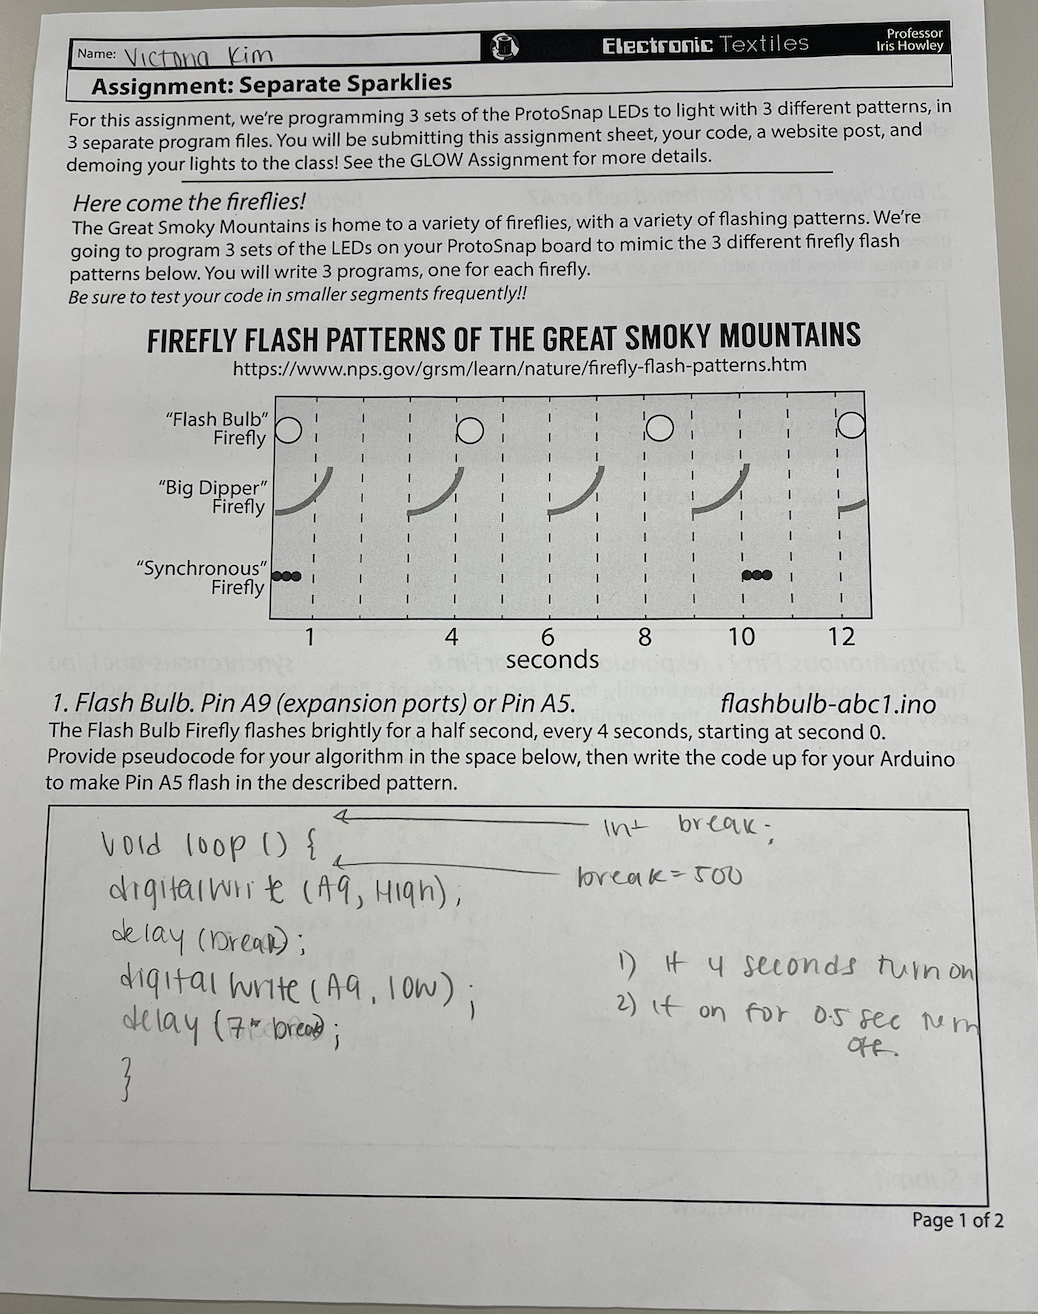 Name: Victoria Kim
Electronic Textiles
Professor
Iris Howley
Assignment: Separate Sparklies
For this assignment, we're programming 3 sets of the ProtoSnap LEDs to light with 3 different patterns, in
3 separate program files. You will be submitting this assignment sheet, your code, a website post, and
demoing your lights to the class! See the GLOW Assignment for more details.
Here come the fireflies!
The Great Smoky Mountains is home to a variety of fireflies, with a variety of flashing patterns. We're
going to program 3 sets of the LEDs on your ProtoSnap board to mimic the 3 different firefly flash
patterns below. You will write 3 programs, one for each firefly.
Be sure to test your code in smaller segments frequently!!
FIREFLY FLASH PATTERNS OF THE GREAT SMOKY MOUNTAINS
https://www.nps.gov/grsm/learn/nature/firefly-flash-patterns.htm
"Flash Bulb"
Firefly
"Big Dipper"
Firefly
"Synchronous"
Firefly
1 4 6 8 10 12
seconds
1. Flash Bulb. Pin A9 (expansion ports) or Pin A5. flashbulb-abc1.ino
The Flash Bulb Firefly flashes brightly for a half second, every 4 seconds, starting at second 0.
Provide pseudocode for your algorithm in the space below, then write the code up for your Arduino
to make Pin A5 flash in the described pattern.
int break;
void loop () {
break = 500
digitalwrite (A9, High);
delay (break);
digital write (A9, low);
delay (7* break);
}
1) if 4 seconds turn on
2) if on for 0.5 sec turn
off.
Page 1 of 2